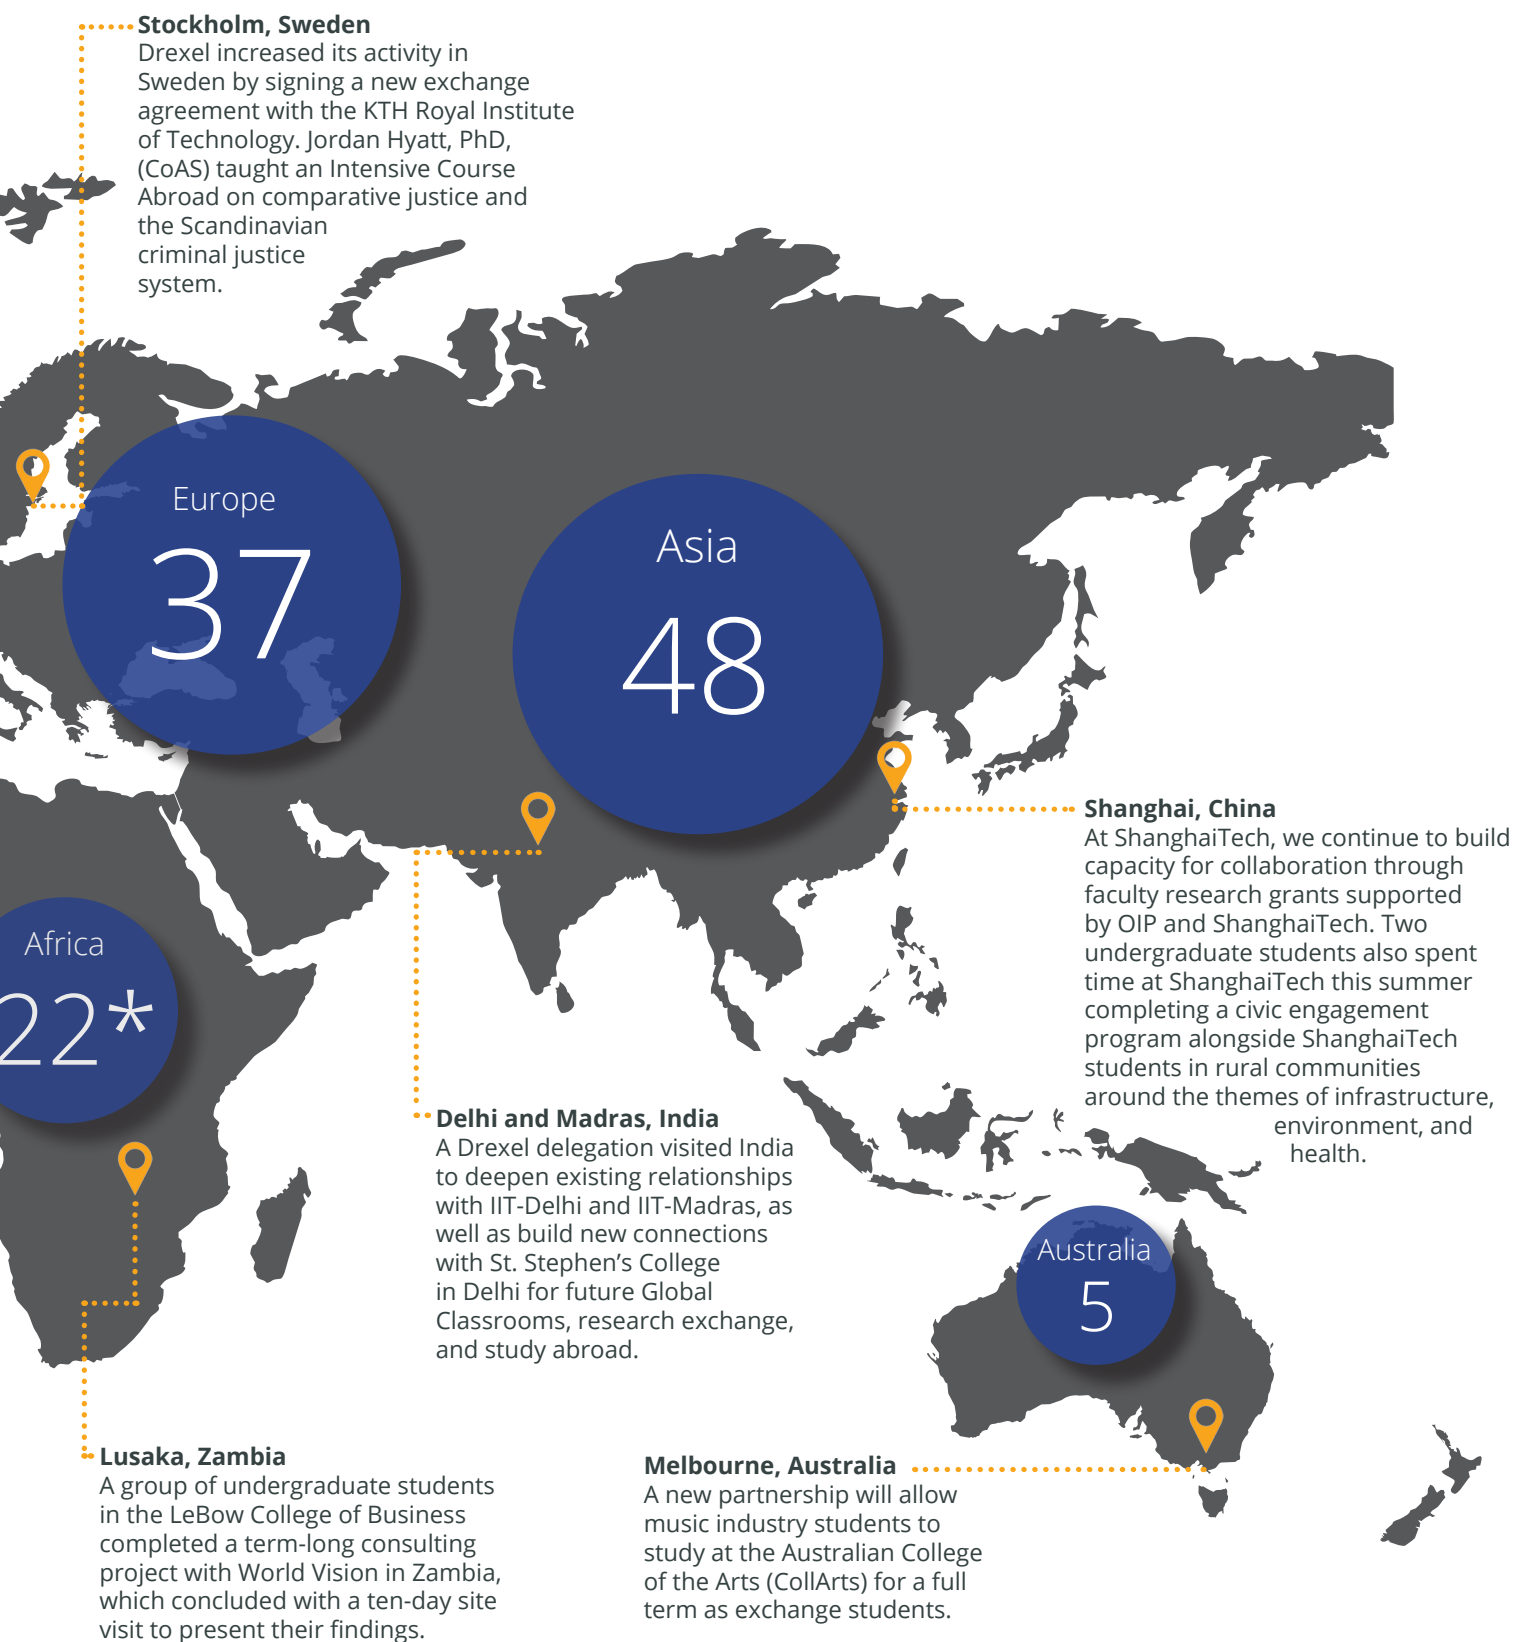 Stockholm, Sweden
Drexel increased its activity in
Sweden by signing a new exchange
agreement with the KTH Royal Institute
of Technology. Jordan Hyatt, PhD,
(CoAS) taught an Intensive Course
Abroad on comparative justice and
the Scandinavian
criminal justice
system.
Europe
37
Asia
48
Shanghai, China
At ShanghaiTech, we continue to build
capacity for collaboration through
faculty research grants supported
by OIP and ShanghaiTech. Two
undergraduate students also spent
time at ShanghaiTech this summer
completing a civic engagement
program alongside ShanghaiTech
students in rural communities
around the themes of infrastructure,
environment, and
health.
Africa
22*
Delhi and Madras, India
A Drexel delegation visited India
to deepen existing relationships
with IIT-Delhi and IIT-Madras, as
well as build new connections
with St. Stephen’s College
in Delhi for future Global
Classrooms, research exchange,
and study abroad.
Australia
5
Lusaka, Zambia
A group of undergraduate students
in the LeBow College of Business
completed a term-long consulting
project with World Vision in Zambia,
which concluded with a ten-day site
visit to present their findings.
Melbourne, Australia
A new partnership will allow
music industry students to
study at the Australian College
of the Arts (CollArts) for a full
term as exchange students.